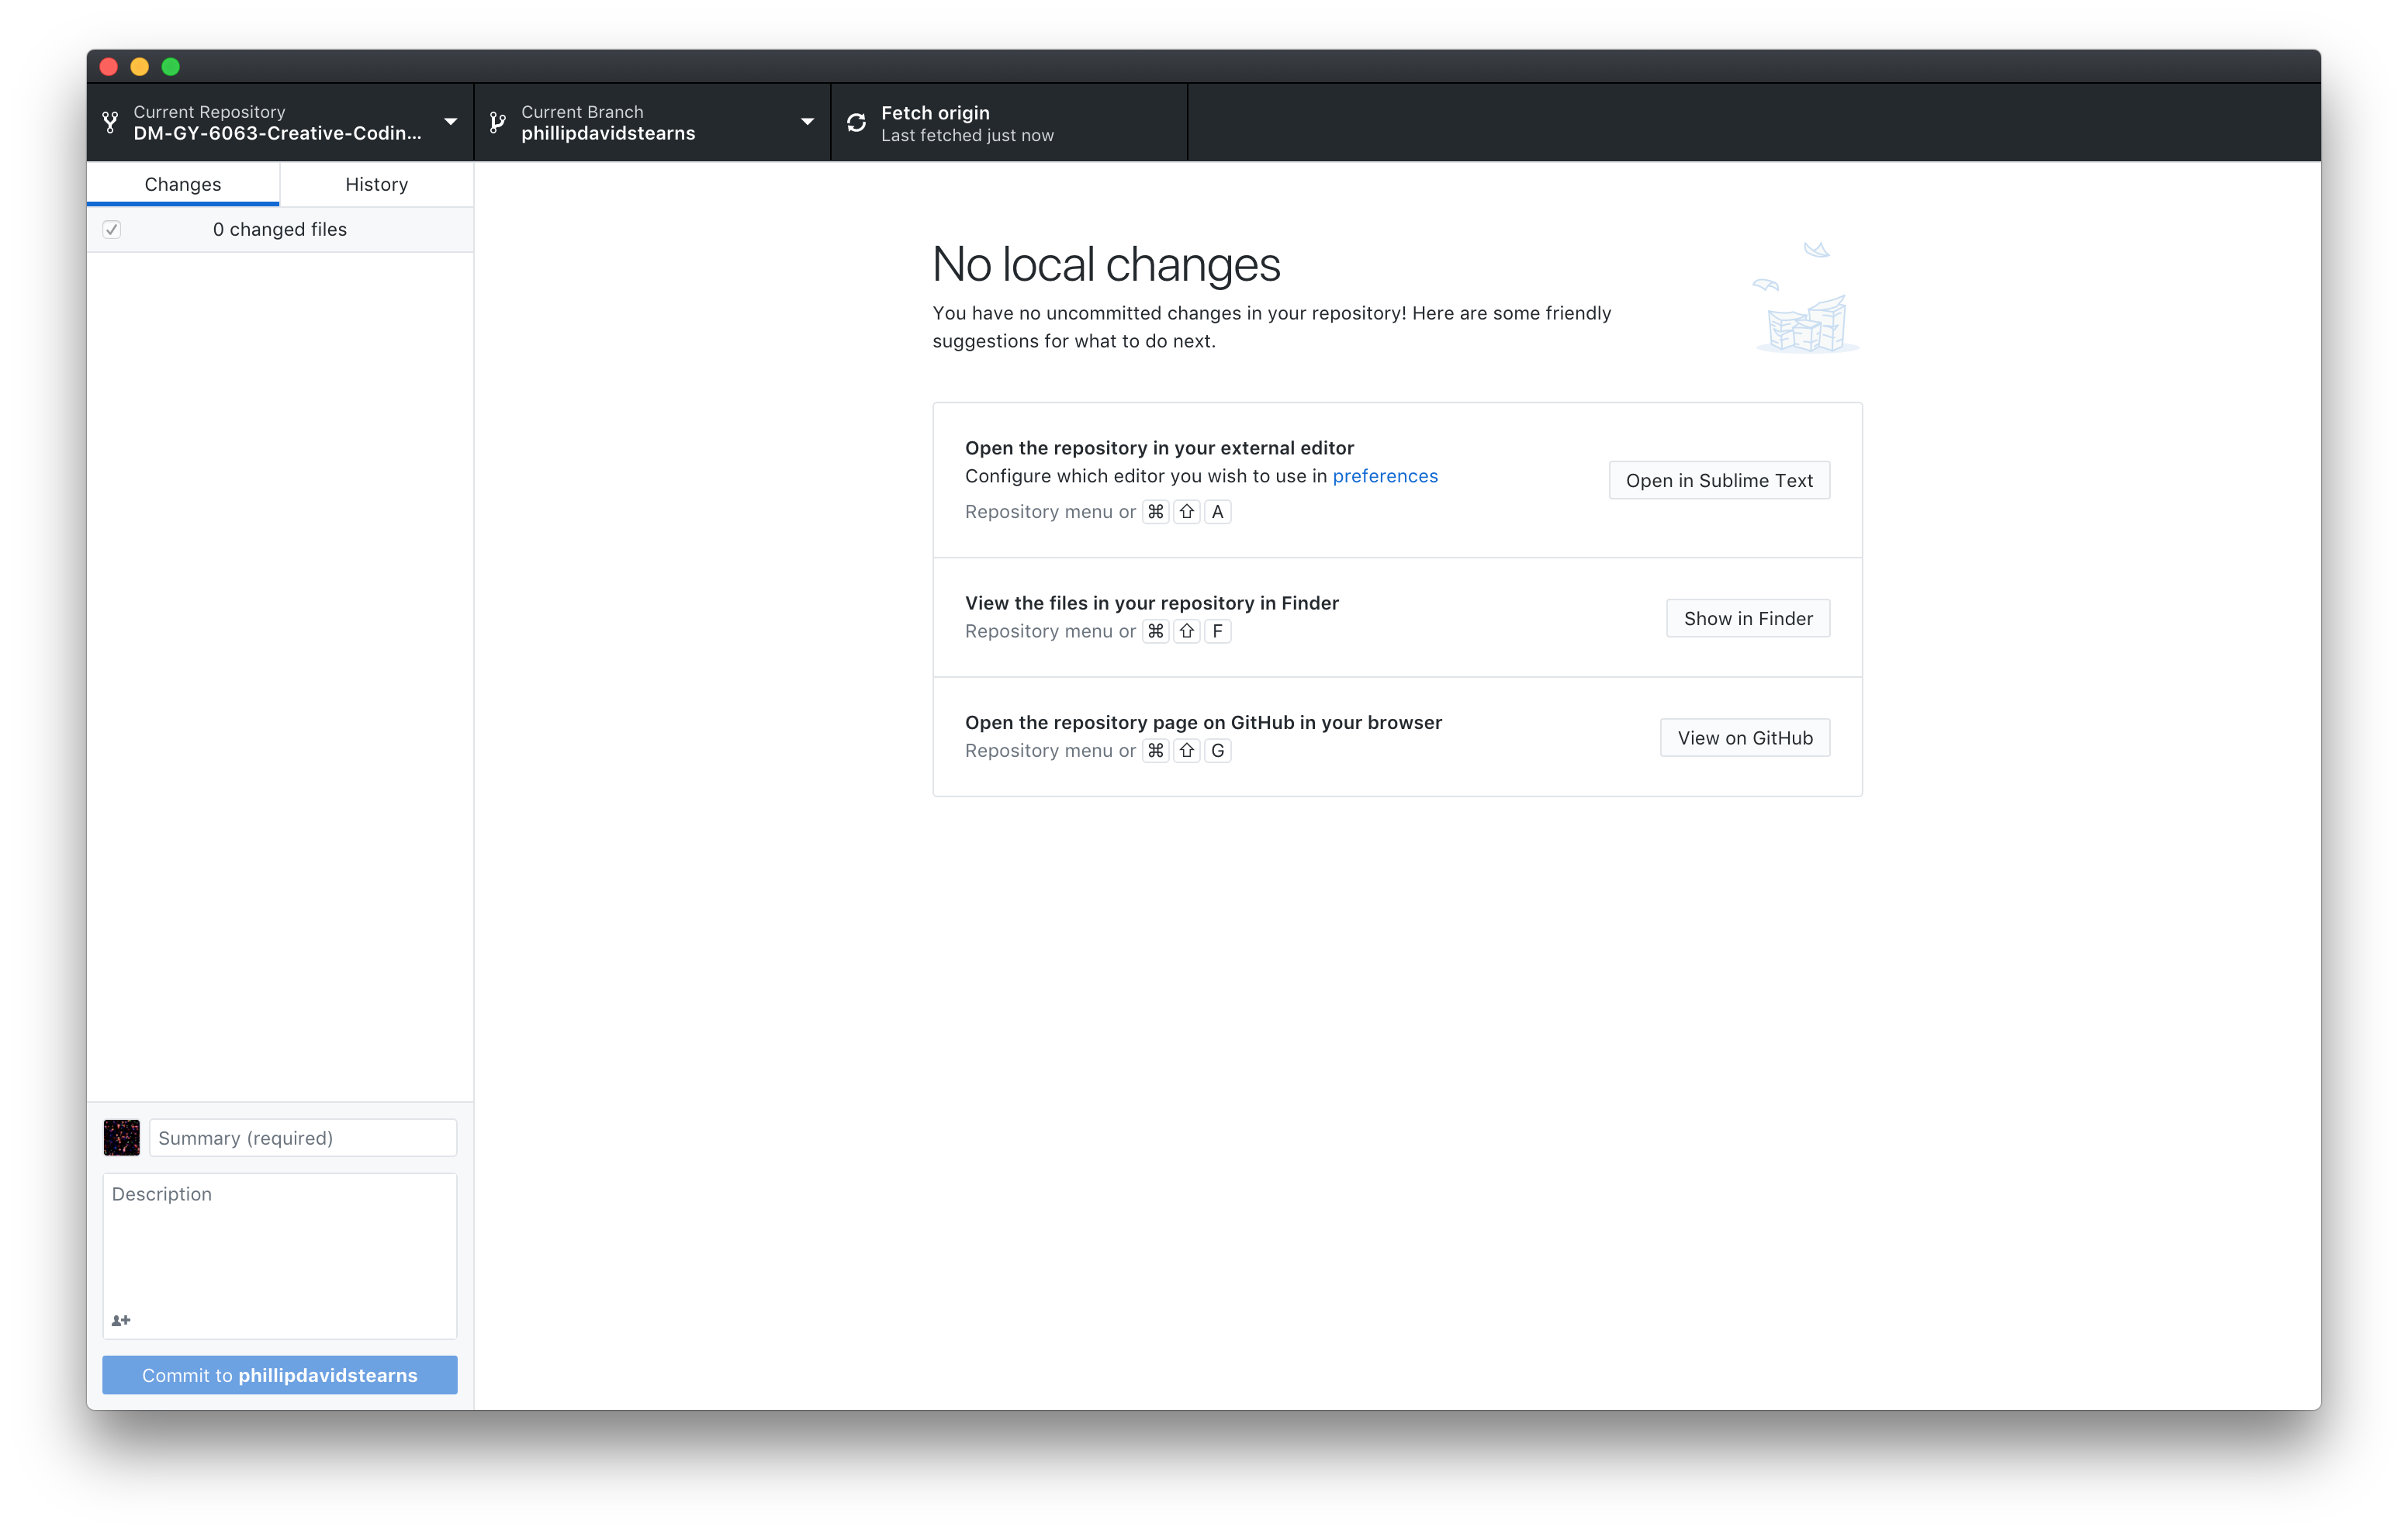 Current Repository
DM-GY-6063-Creative-Codin...
Current Branch
phillipdavidstearns
Fetch origin
Last fetched just now
Changes
History
0 changed files
No local changes
You have no uncommitted changes in your repository! Here are some friendly
suggestions for what to do next.
Open the repository in your external editor
Configure which editor you wish to use in preferences
Repository menu or ⌘ ⇧ A
Open in Sublime Text
View the files in your repository in Finder
Repository menu or ⌘ ⇧ F
Show in Finder
Open the repository page on GitHub in your browser
Repository menu or ⌘ ⇧ G
View on GitHub
Summary (required)
Description
Commit to phillipdavidstearns